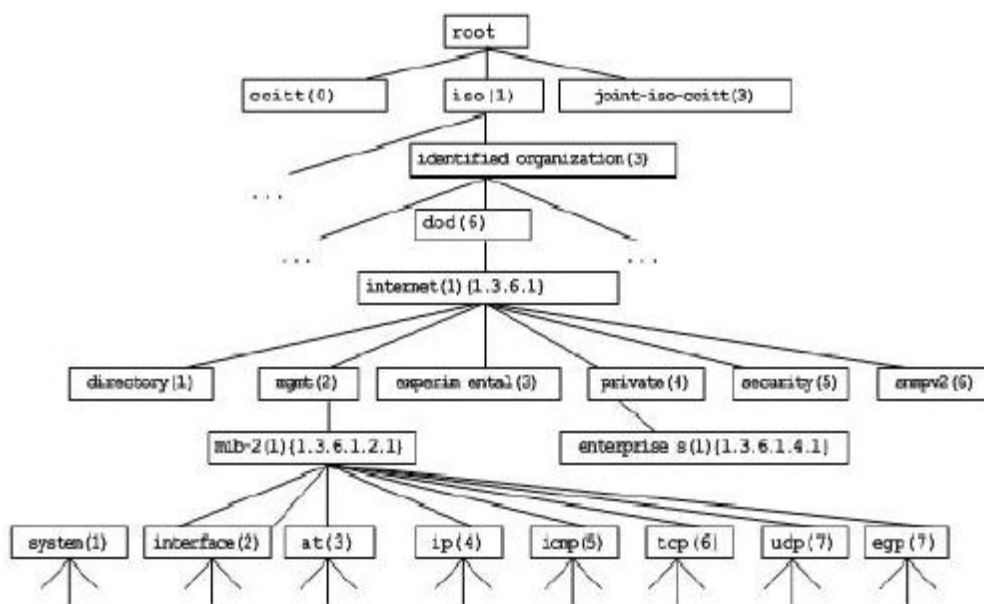 root
ccitt(0)
iso(1)
joint-iso-ccitt(3)
identified organization(3)
...
dod(6)
...
...
internet(1){1.3.6.1}
directory(1)
mgmt(2)
experim ental(3)
private(4)
security(5)
snmpv2(6)
mib-2(1){1.3.6.1.2.1}
enterprise s(1){1.3.6.1.4.1}
system(1)
interface(2)
at(3)
ip(4)
icmp(5)
tcp(6)
udp(7)
egp(7)